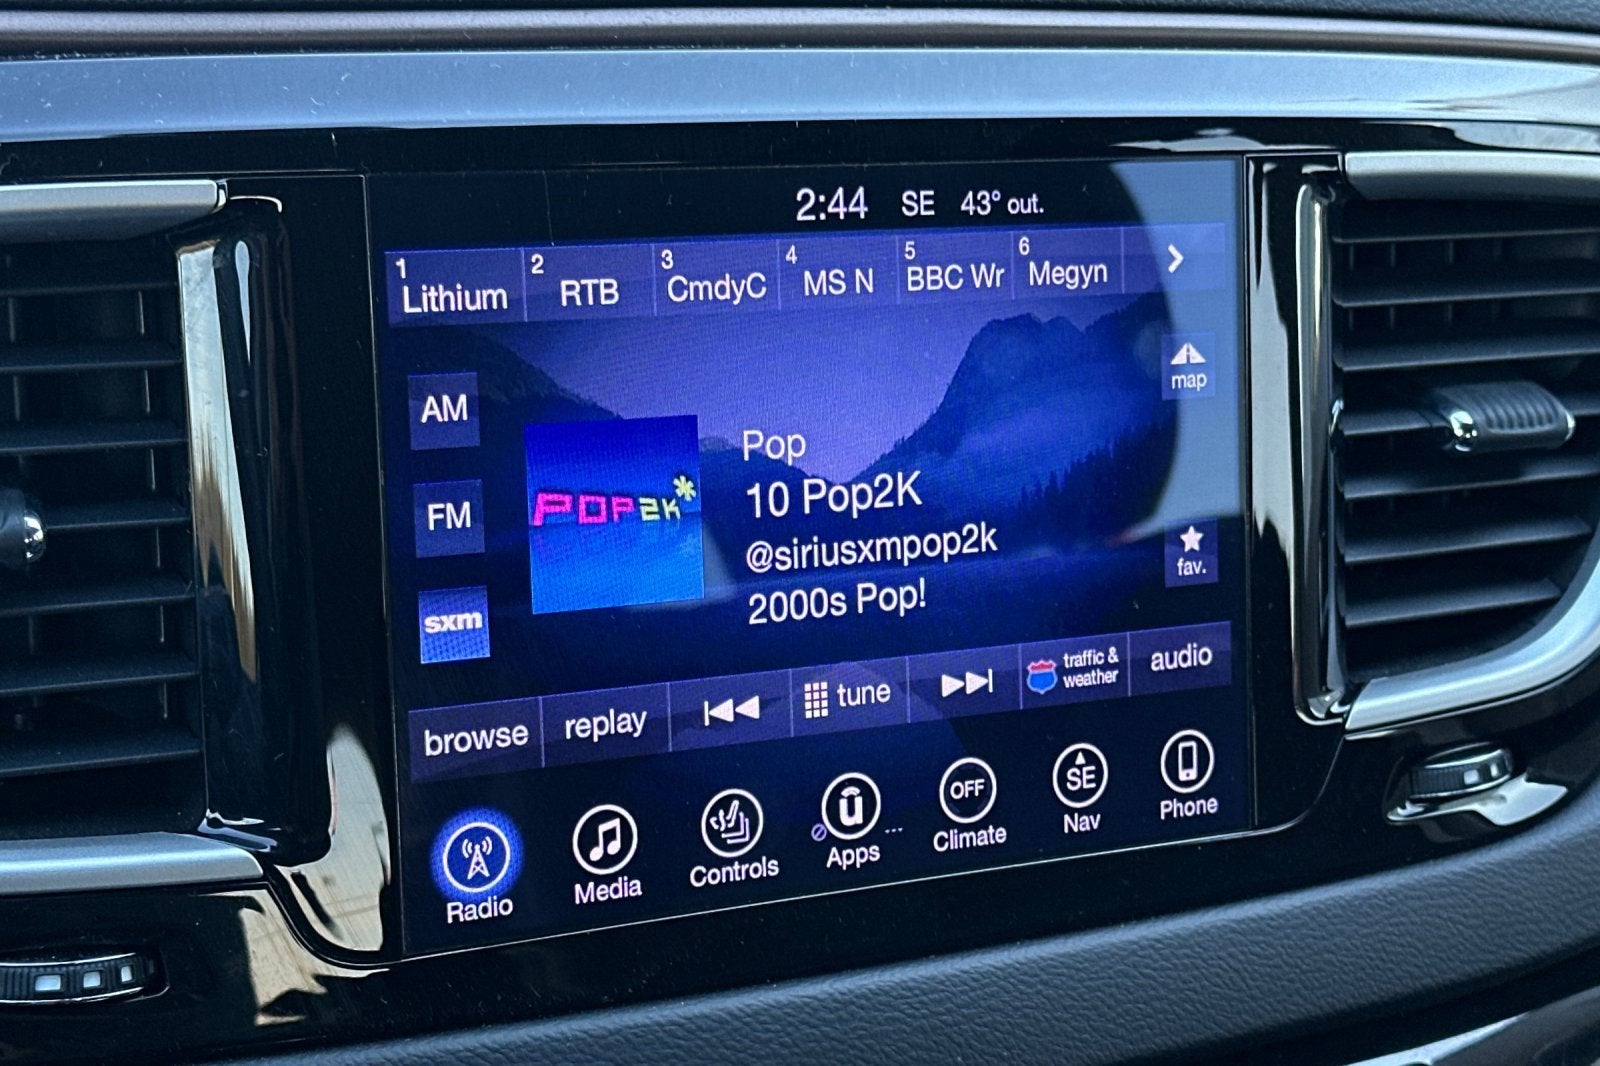 2:44 SE 43° out.
1 Lithium 2 RTB 3 CmdyC 4 MS N 5 BBC Wr 6 Megyn
map
AM
Pop
POP2K*
10 Pop2K
FM
@siriusxmpop2k
fav.
2000s Pop!
sxm
browse replay tune traffic & weather audio
OFF SE
Radio Media Controls Apps Climate Nav Phone